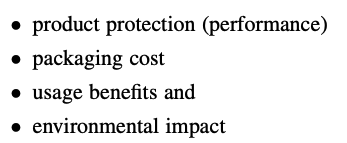 • product protection (performance)
• packaging cost
• usage benefits and
• environmental impact